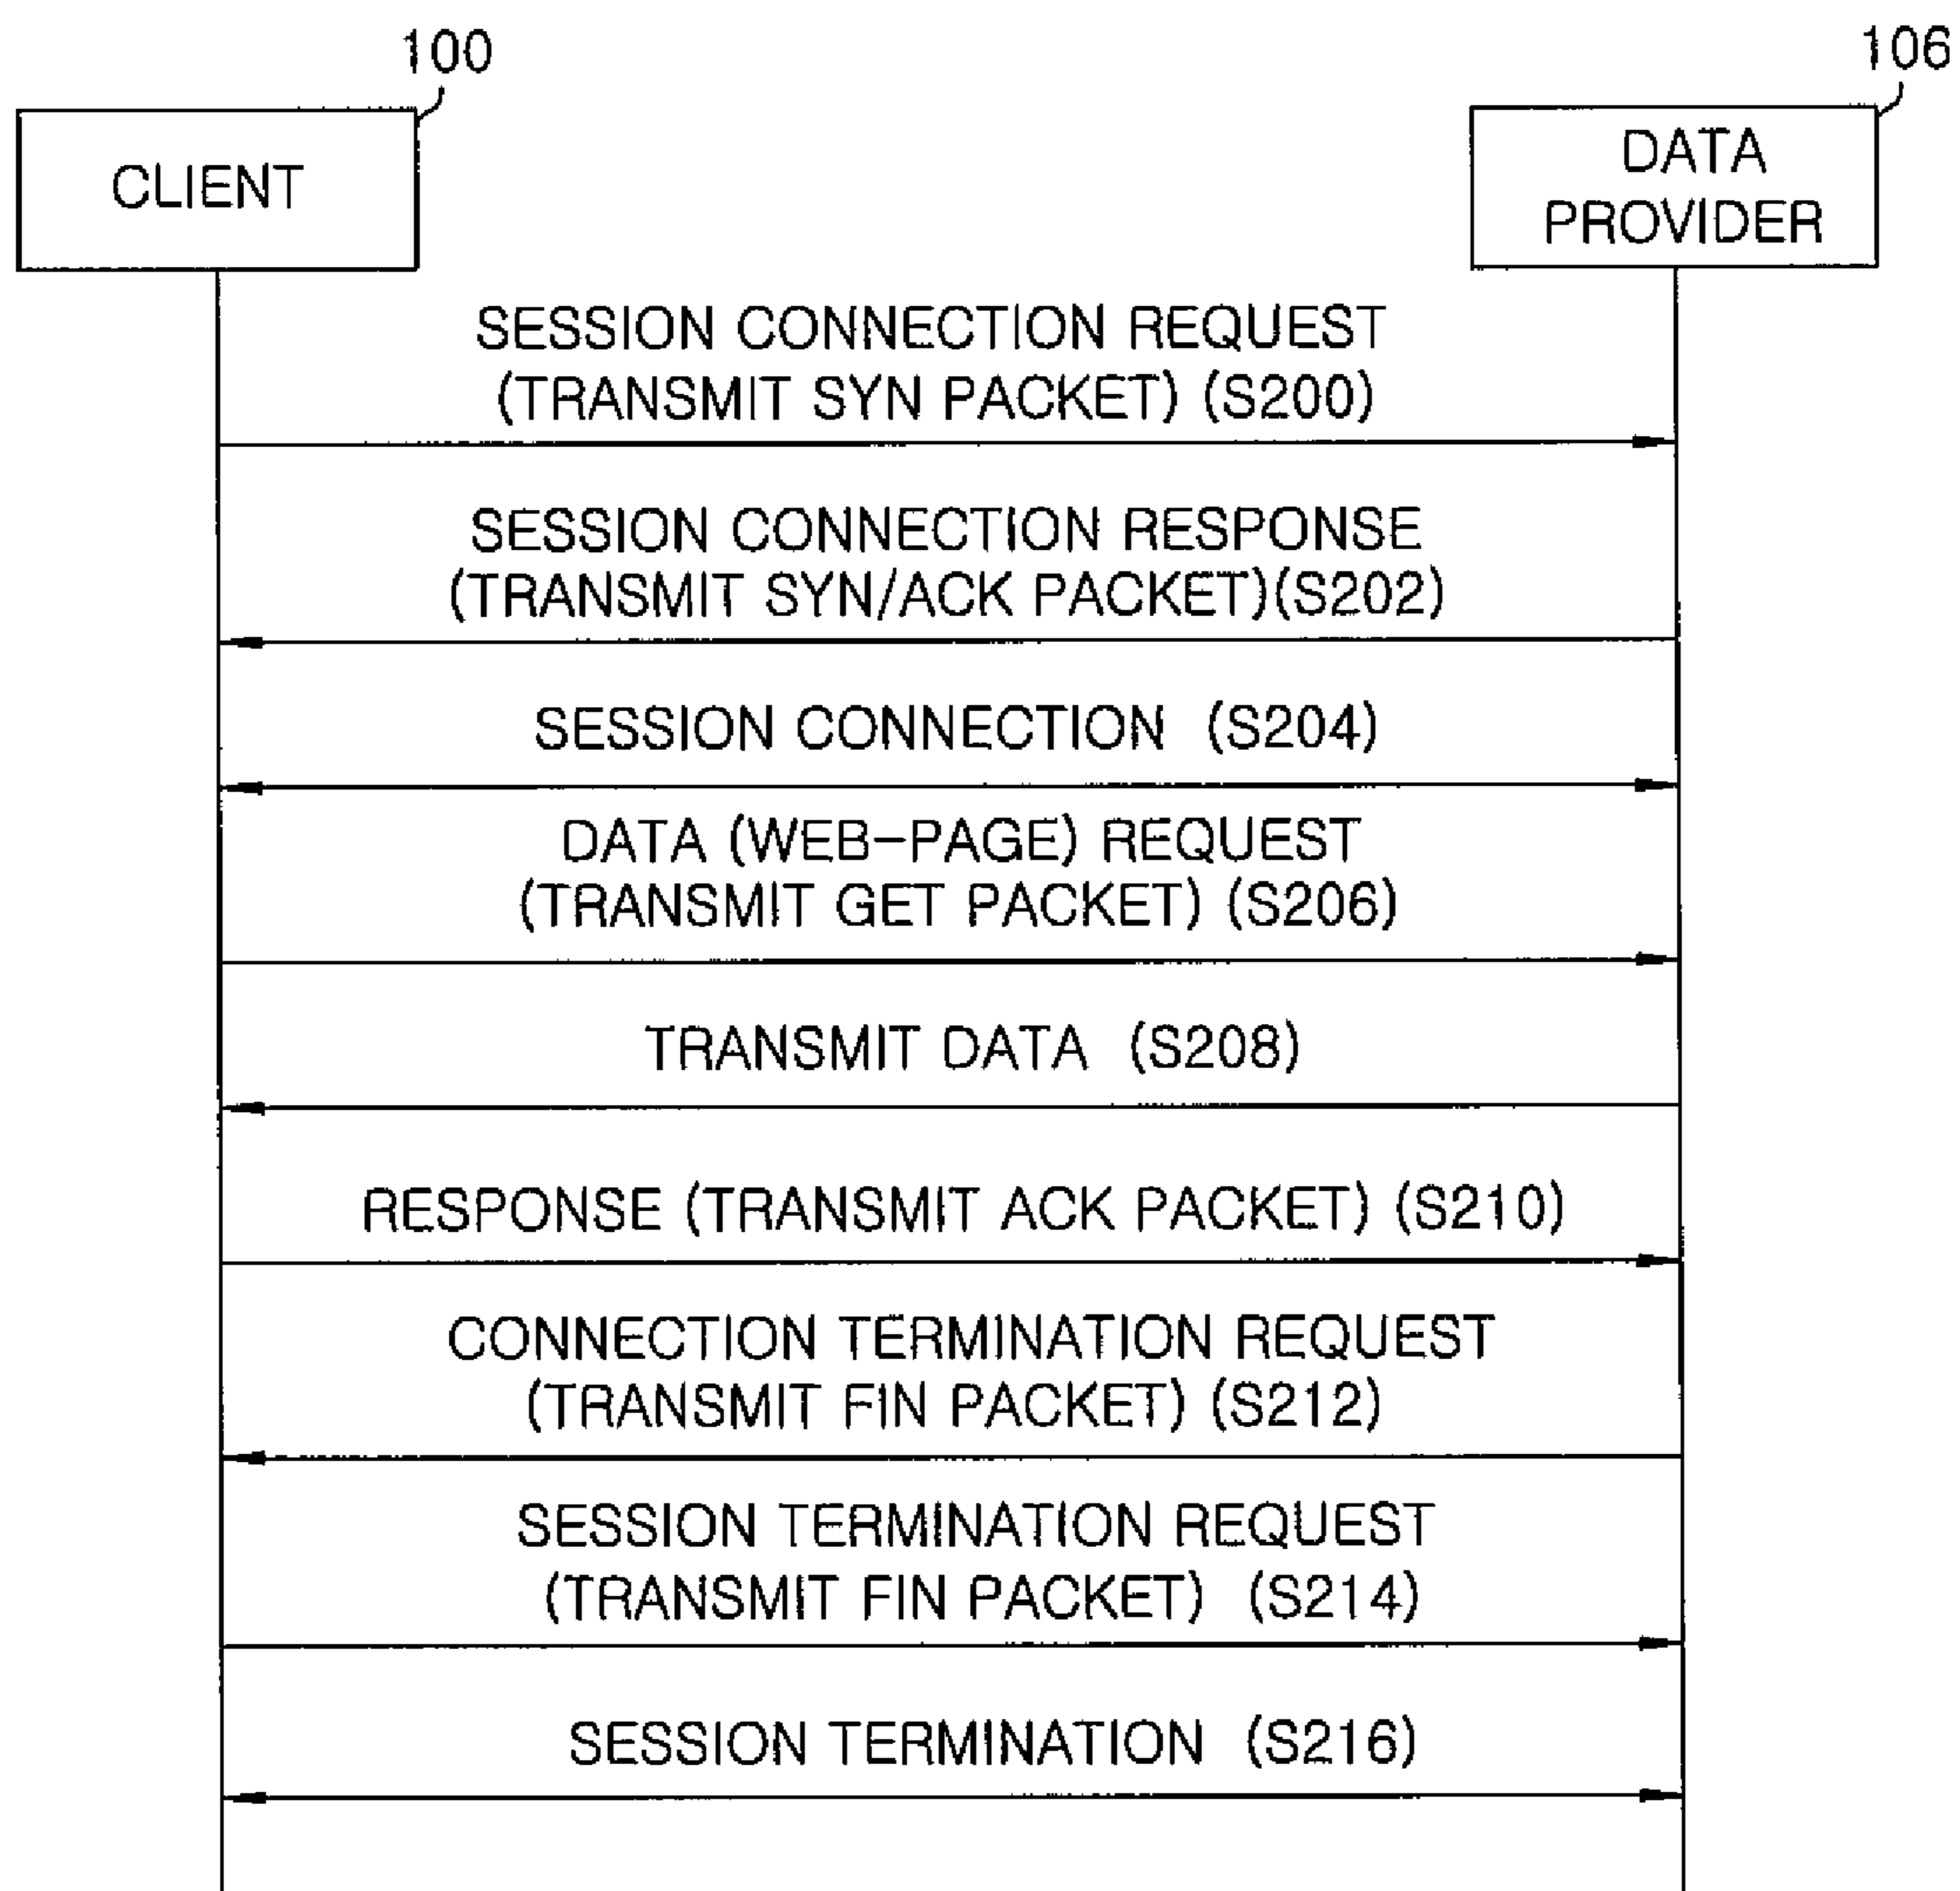 100
106
CLIENT
DATA
PROVIDER
SESSION CONNECTION REQUEST
(TRANSMIT SYN PACKET) (S200)
SESSION CONNECTION RESPONSE
(TRANSMIT SYN/ACK PACKET)(S202)
SESSION CONNECTION (S204)
DATA (WEB-PAGE) REQUEST
(TRANSMIT GET PACKET) (S206)
TRANSMIT DATA (S208)
RESPONSE (TRANSMIT ACK PACKET) (S210)
CONNECTION TERMINATION REQUEST
(TRANSMIT FIN PACKET) (S212)
SESSION TERMINATION REQUEST
(TRANSMIT FIN PACKET) (S214)
SESSION TERMINATION (S216)